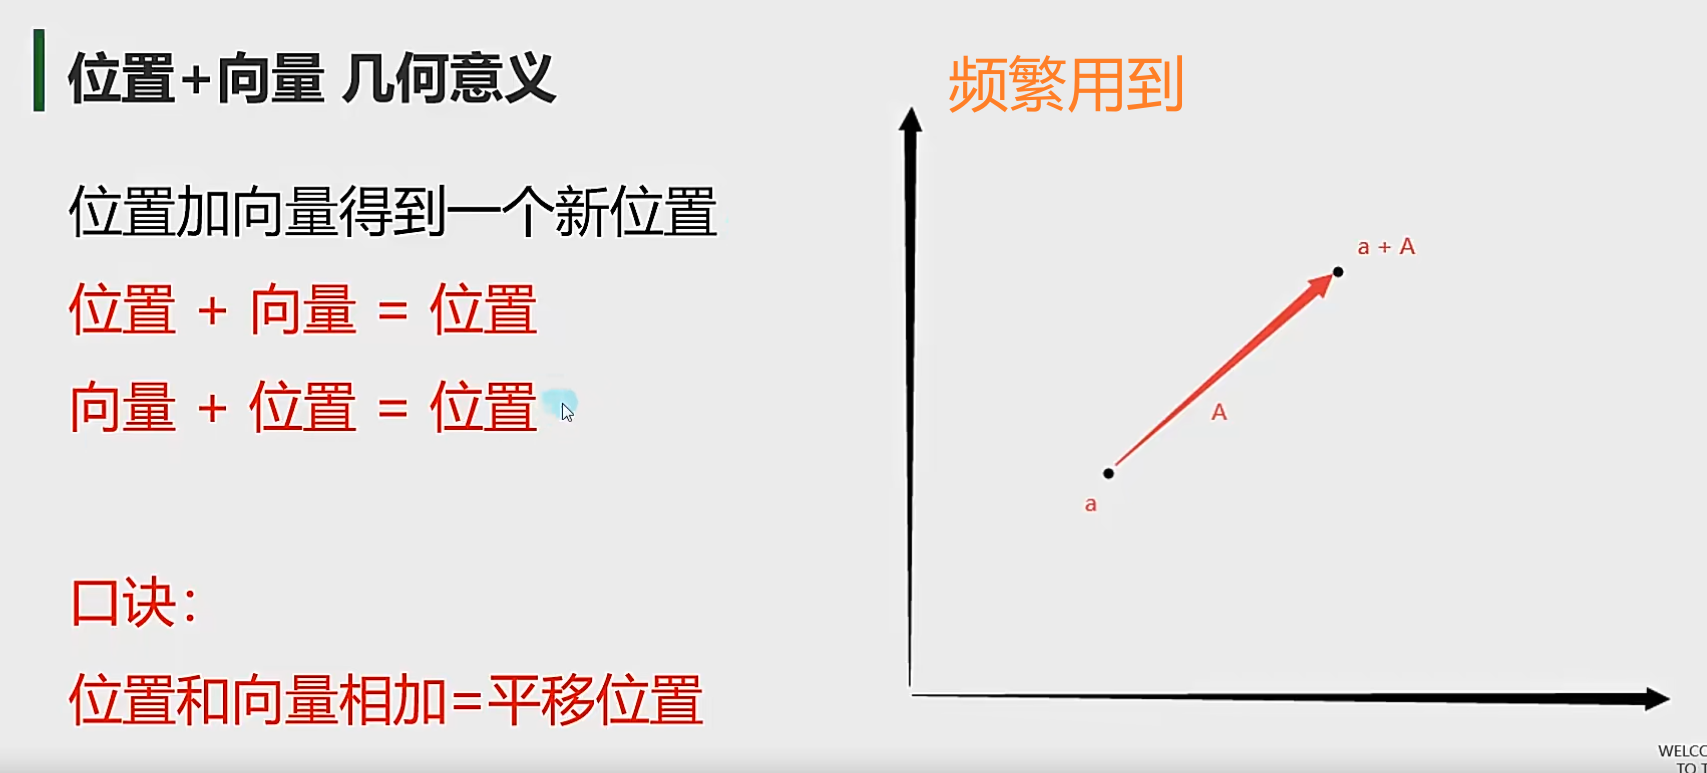 位置+向量 几何意义
频繁用到
位置加向量得到一个新位置
位置 + 向量 = 位置
向量 + 位置 = 位置
口诀：
位置和向量相加=平移位置
a + A
A
a
WELCO
TO T